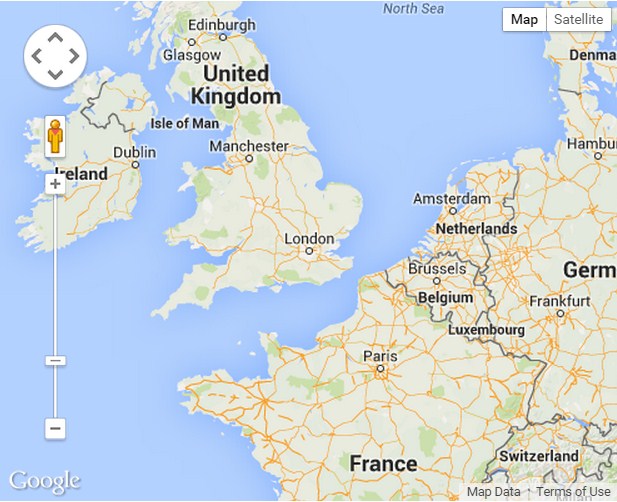 North Sea
Map
Satellite
Edinburgh
Glasgow
United
Kingdom
Denma
Isle of Man
Hambu
Manchester
Dublin
Ireland
Amsterdam
Netherlands
London
Brussels
Germ
Belgium
Frankfurt
Luxembourg
Paris
France
Switzerland
Google
Map Data
Terms of Use